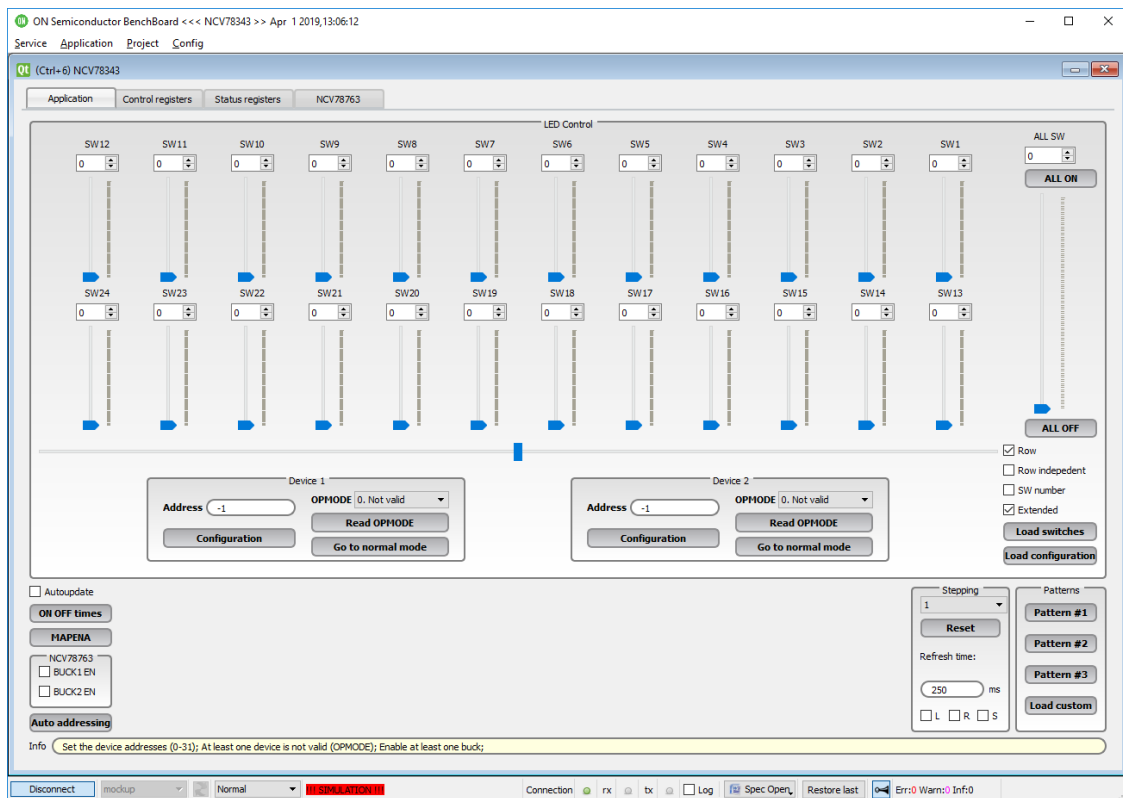 ON Semiconductor BenchBoard <<< NCV78343 >> Apr 1 2019,13:06:12
Service Application Project Config
(Ctrl+6) NCV78343
Application Control registers Status registers NCV78763
LED Control
SW12 SW11 SW10 SW9 SW8 SW7 SW6 SW5 SW4 SW3 SW2 SW1 ALL SW
0 0 0 0 0 0 0 0 0 0 0 0 0
ALL ON
SW24 SW23 SW22 SW21 SW20 SW19 SW18 SW17 SW16 SW15 SW14 SW13
0 0 0 0 0 0 0 0 0 0 0 0
ALL OFF
Row
Row indepedent
SW number
Extended
Load switches
Load configuration
Device 1
Address -1 OPMODE 0. Not valid
Read OPMODE
Configuration
Go to normal mode
Device 2
Address -1 OPMODE 0. Not valid
Read OPMODE
Configuration
Go to normal mode
Autoupdate
ON OFF times
MAPENA
NCV78763
BUCK1 EN
BUCK2 EN
Auto addressing
Stepping
1
Reset
Refresh time:
250 ms
L R S
Patterns
Pattern #1
Pattern #2
Pattern #3
Load custom
Info Set the device addresses (0-31); At least one device is not valid (OPMODE); Enable at least one buck;
Disconnect mockup Normal !!! SIMULATION !!! Connection rx tx Log Spec Open Restore last Err:0 Warn:0 Inf:0